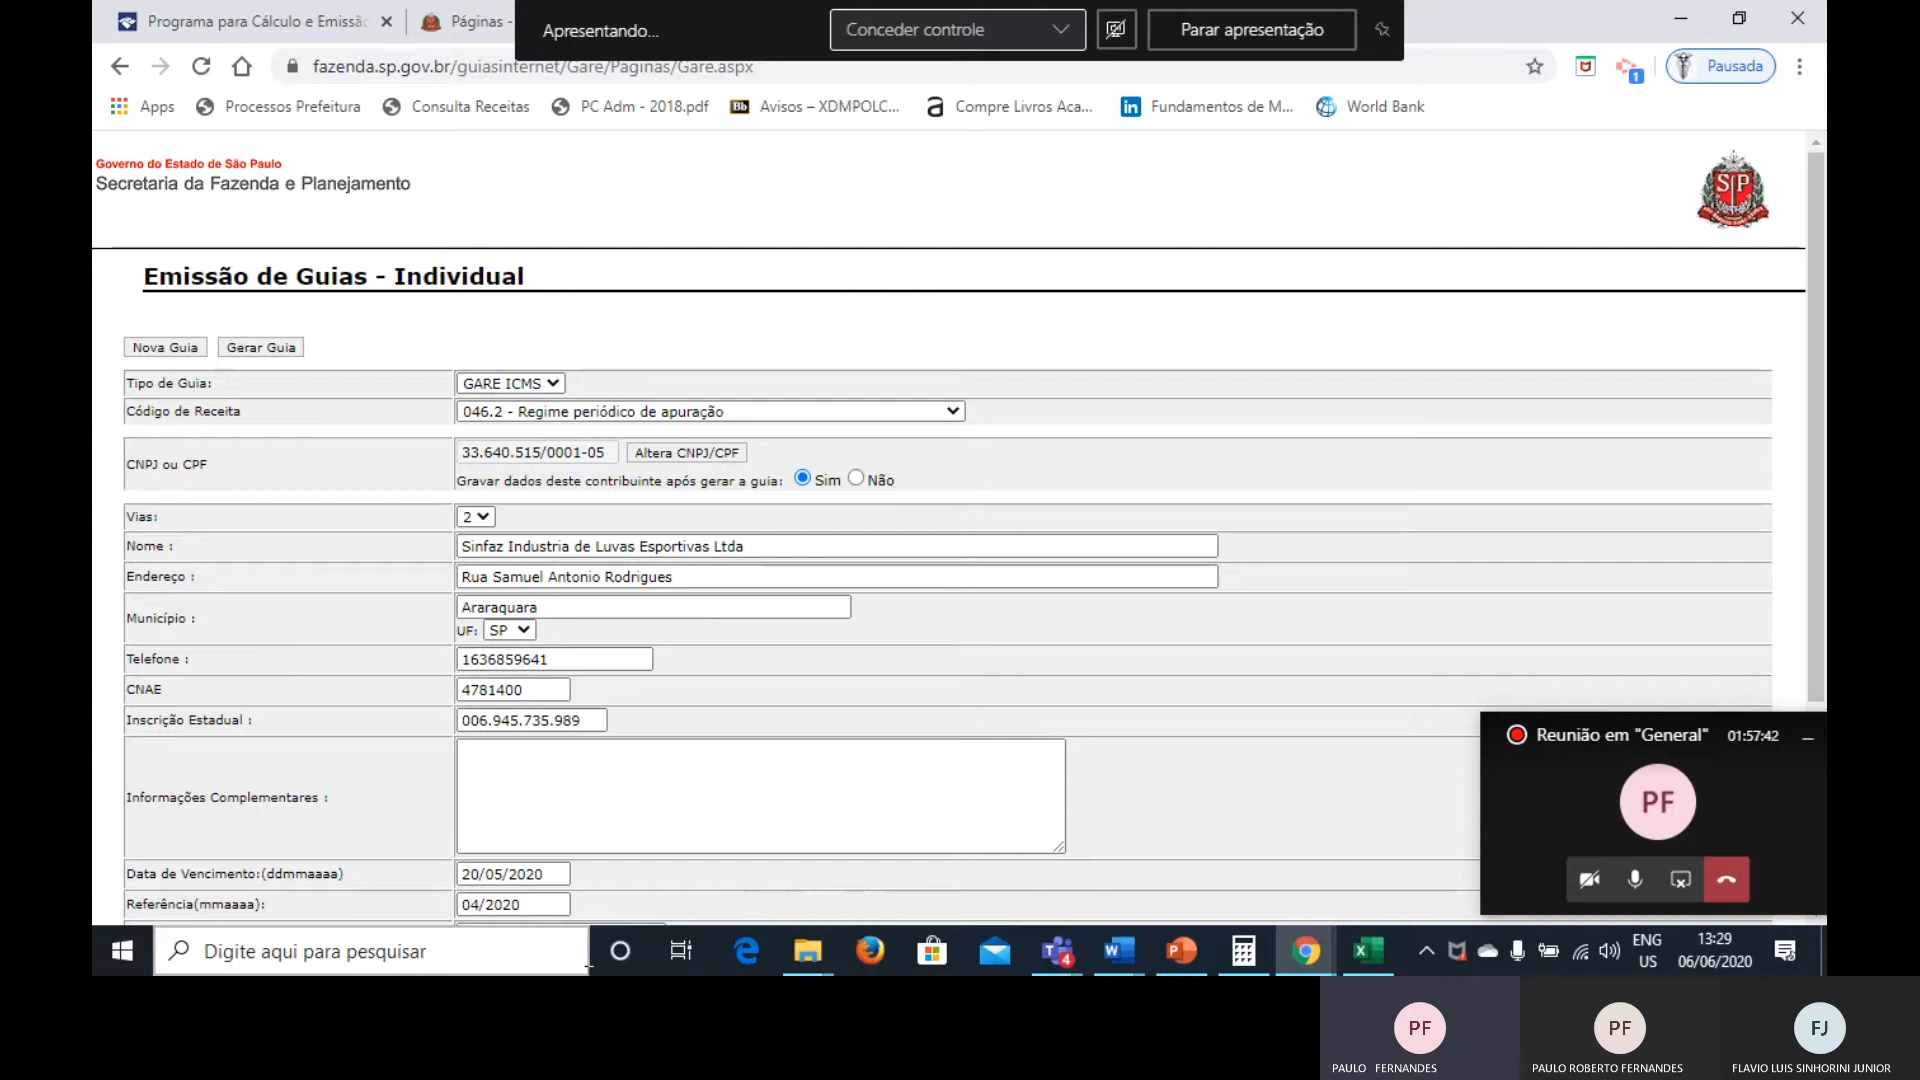 Programa para Cálculo e Emissão
Páginas -
Apresentando...
Conceder controle
Parar apresentação
fazenda.sp.gov.br/guiasinternet/Gare/Paginas/Gare.aspx
1
Pausada
Apps
Processos Prefeitura
Consulta Receitas
PC Adm - 2018.pdf
Bb
Avisos – XDMPOLC...
a
Compre Livros Aca...
in
Fundamentos de M...
World Bank
Governo do Estado de São Paulo
Secretaria da Fazenda e Planejamento
SP
Emissão de Guias - Individual
Nova Guia
Gerar Guia
Tipo de Guia:
GARE ICMS
Código de Receita
046.2 - Regime periódico de apuração
CNPJ ou CPF
33.640.515/0001-05
Altera CNPJ/CPF
Gravar dados deste contribuinte após gerar a guia: Sim Não
Vias:
2
Nome :
Sinfaz Industria de Luvas Esportivas Ltda
Endereço :
Rua Samuel Antonio Rodrigues
Município :
Araraquara
UF: SP
Telefone :
1636859641
CNAE
4781400
Inscrição Estadual :
006.945.735.989
Informações Complementares :
Data de Vencimento:(ddmmaaaa)
20/05/2020
Referência(mmaaaa):
04/2020
Reunião em "General" 01:57:42
PF
Digite aqui para pesquisar
4
ENG
US
13:29
06/06/2020
PF
PAULO FERNANDES
PF
PAULO ROBERTO FERNANDES
FJ
FLAVIO LUIS SINHORINI JUNIOR